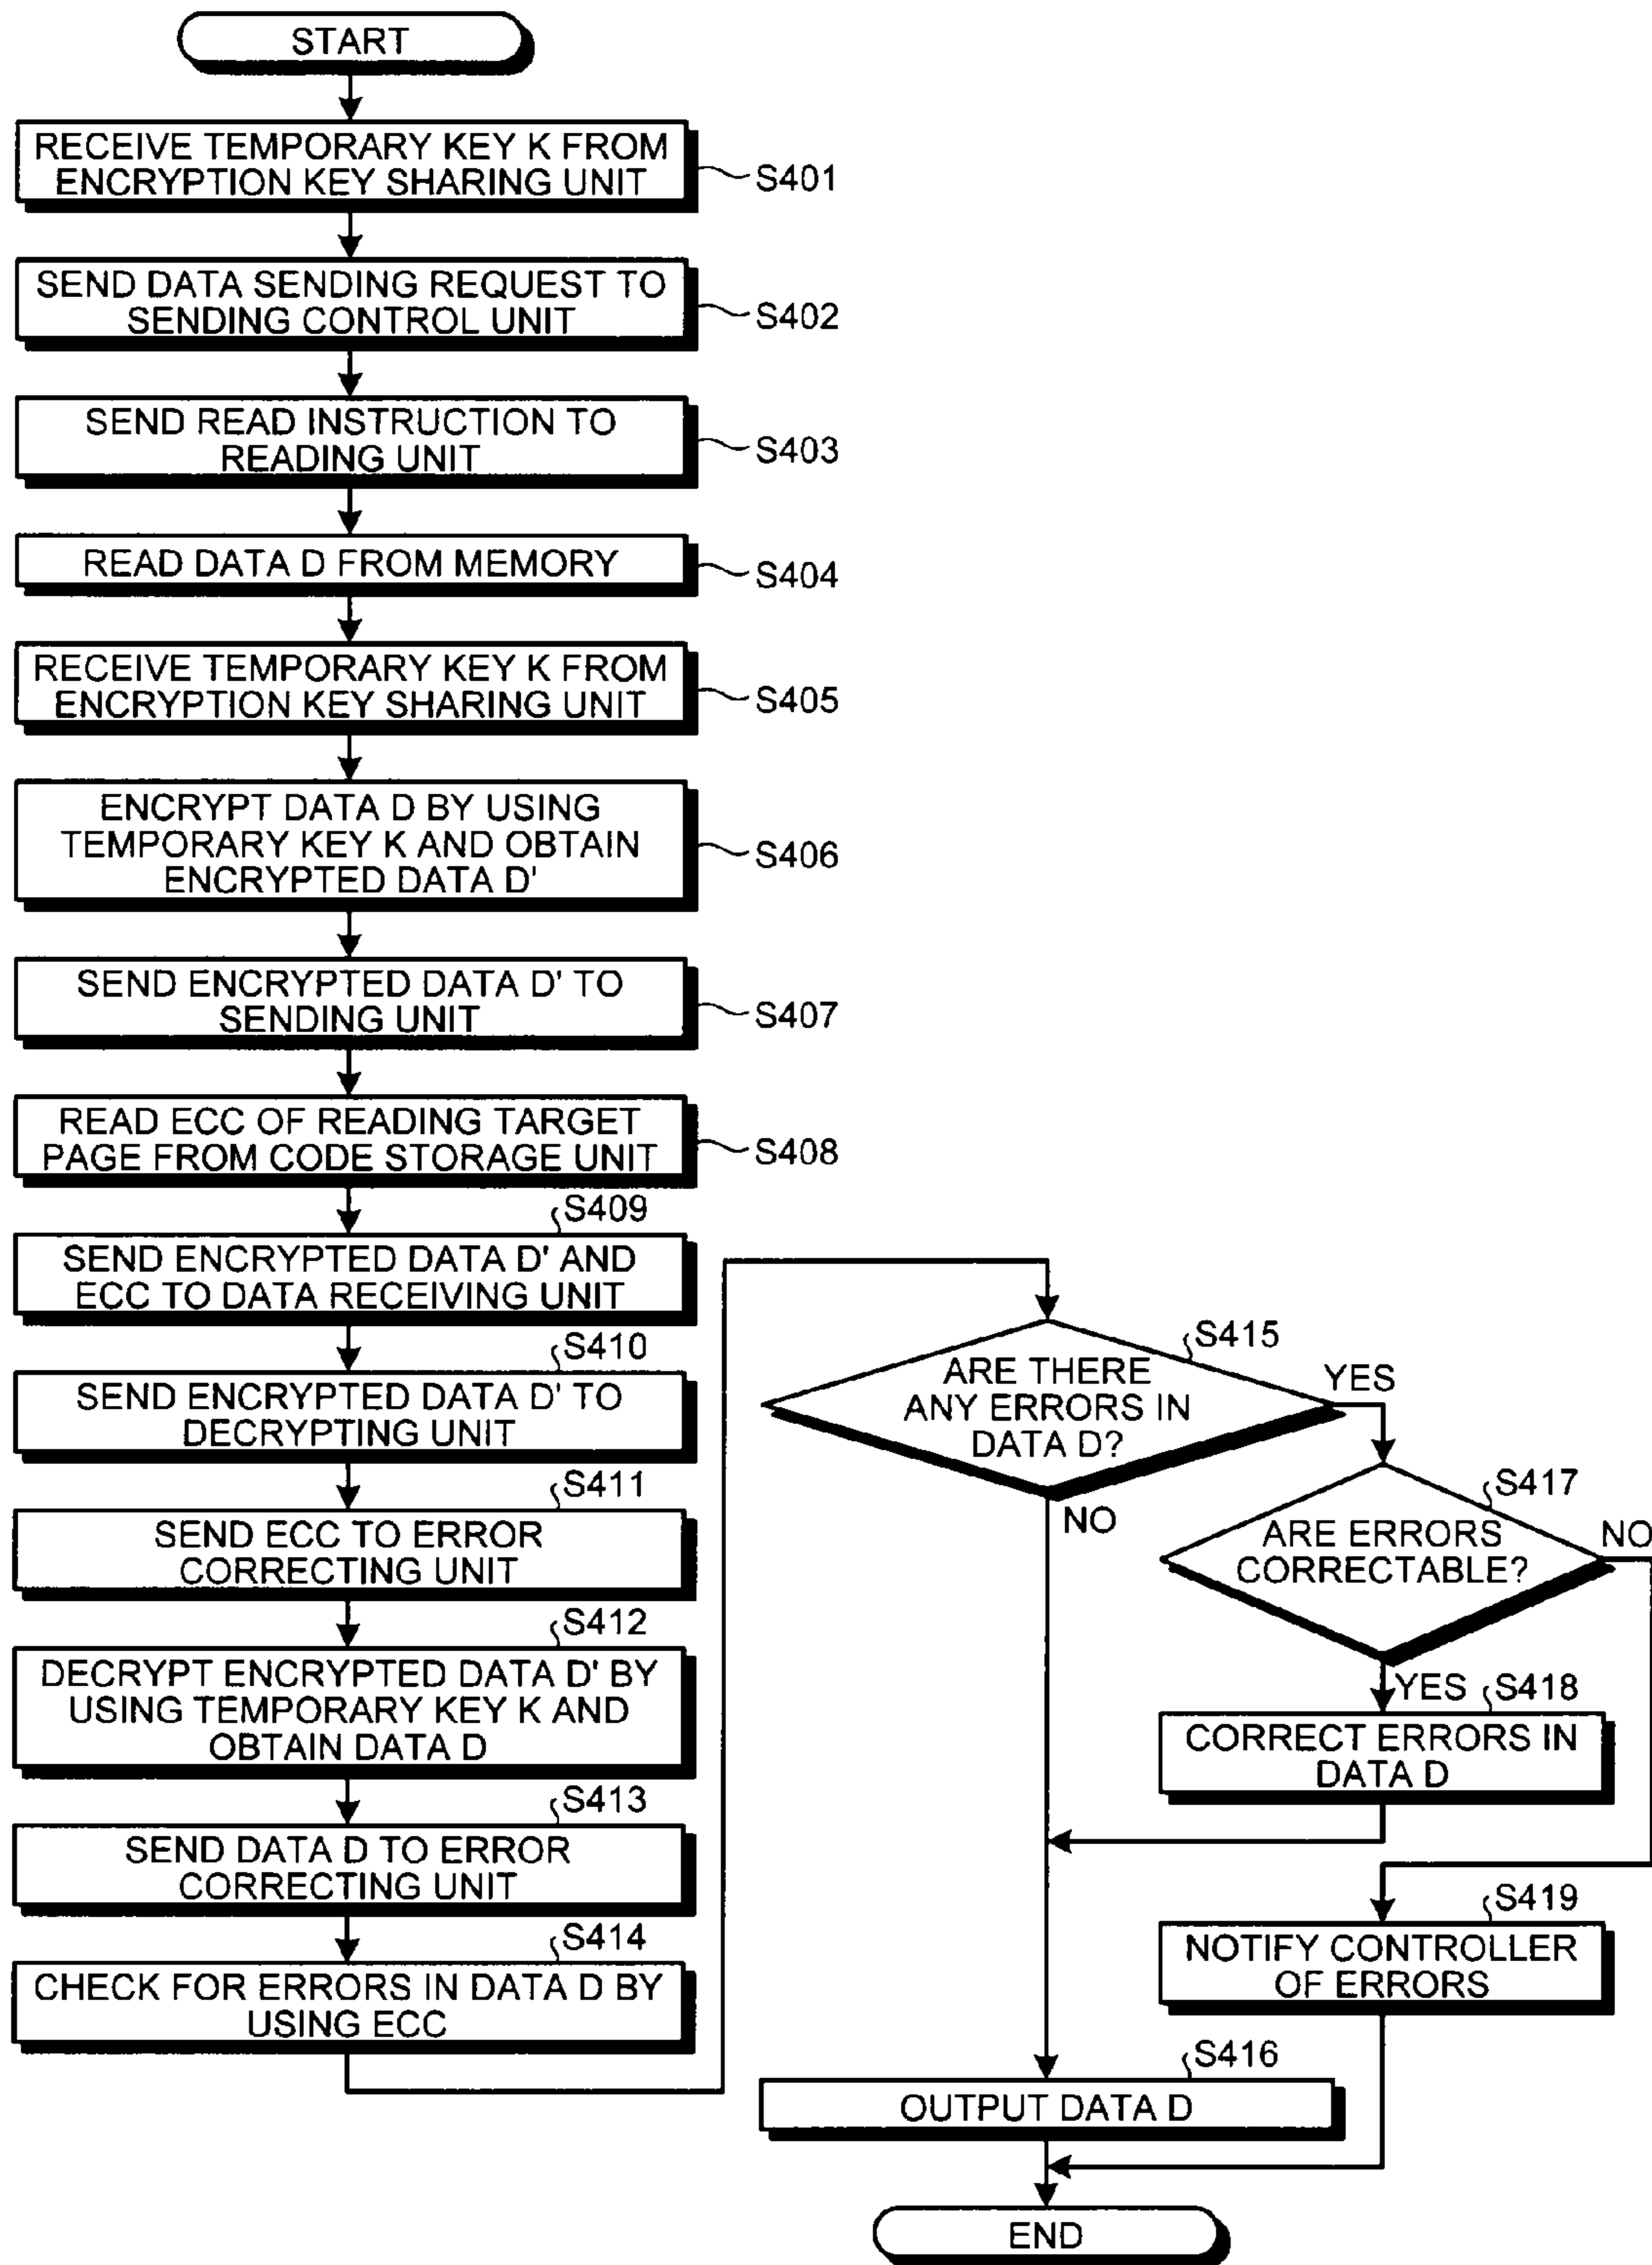 START
RECEIVE TEMPORARY KEY K FROM
ENCRYPTION KEY SHARING UNIT
S401
SEND DATA SENDING REQUEST TO
SENDING CONTROL UNIT
S402
SEND READ INSTRUCTION TO
READING UNIT
S403
READ DATA D FROM MEMORY
S404
RECEIVE TEMPORARY KEY K FROM
ENCRYPTION KEY SHARING UNIT
S405
ENCRYPT DATA D BY USING
TEMPORARY KEY K AND OBTAIN
ENCRYPTED DATA D'
S406
SEND ENCRYPTED DATA D' TO
SENDING UNIT
S407
READ ECC OF READING TARGET
PAGE FROM CODE STORAGE UNIT
S408
S409
SEND ENCRYPTED DATA D' AND
ECC TO DATA RECEIVING UNIT
S410
SEND ENCRYPTED DATA D' TO
DECRYPTING UNIT
S411
SEND ECC TO ERROR
CORRECTING UNIT
S412
DECRYPT ENCRYPTED DATA D' BY
USING TEMPORARY KEY K AND
OBTAIN DATA D
S413
SEND DATA D TO ERROR
CORRECTING UNIT
S414
CHECK FOR ERRORS IN DATA D BY
USING ECC
S415
ARE THERE
ANY ERRORS IN
DATA D?
YES
NO
S417
ARE ERRORS
CORRECTABLE?
NO
YES
S418
CORRECT ERRORS IN
DATA D
S419
NOTIFY CONTROLLER
OF ERRORS
S416
OUTPUT DATA D
END